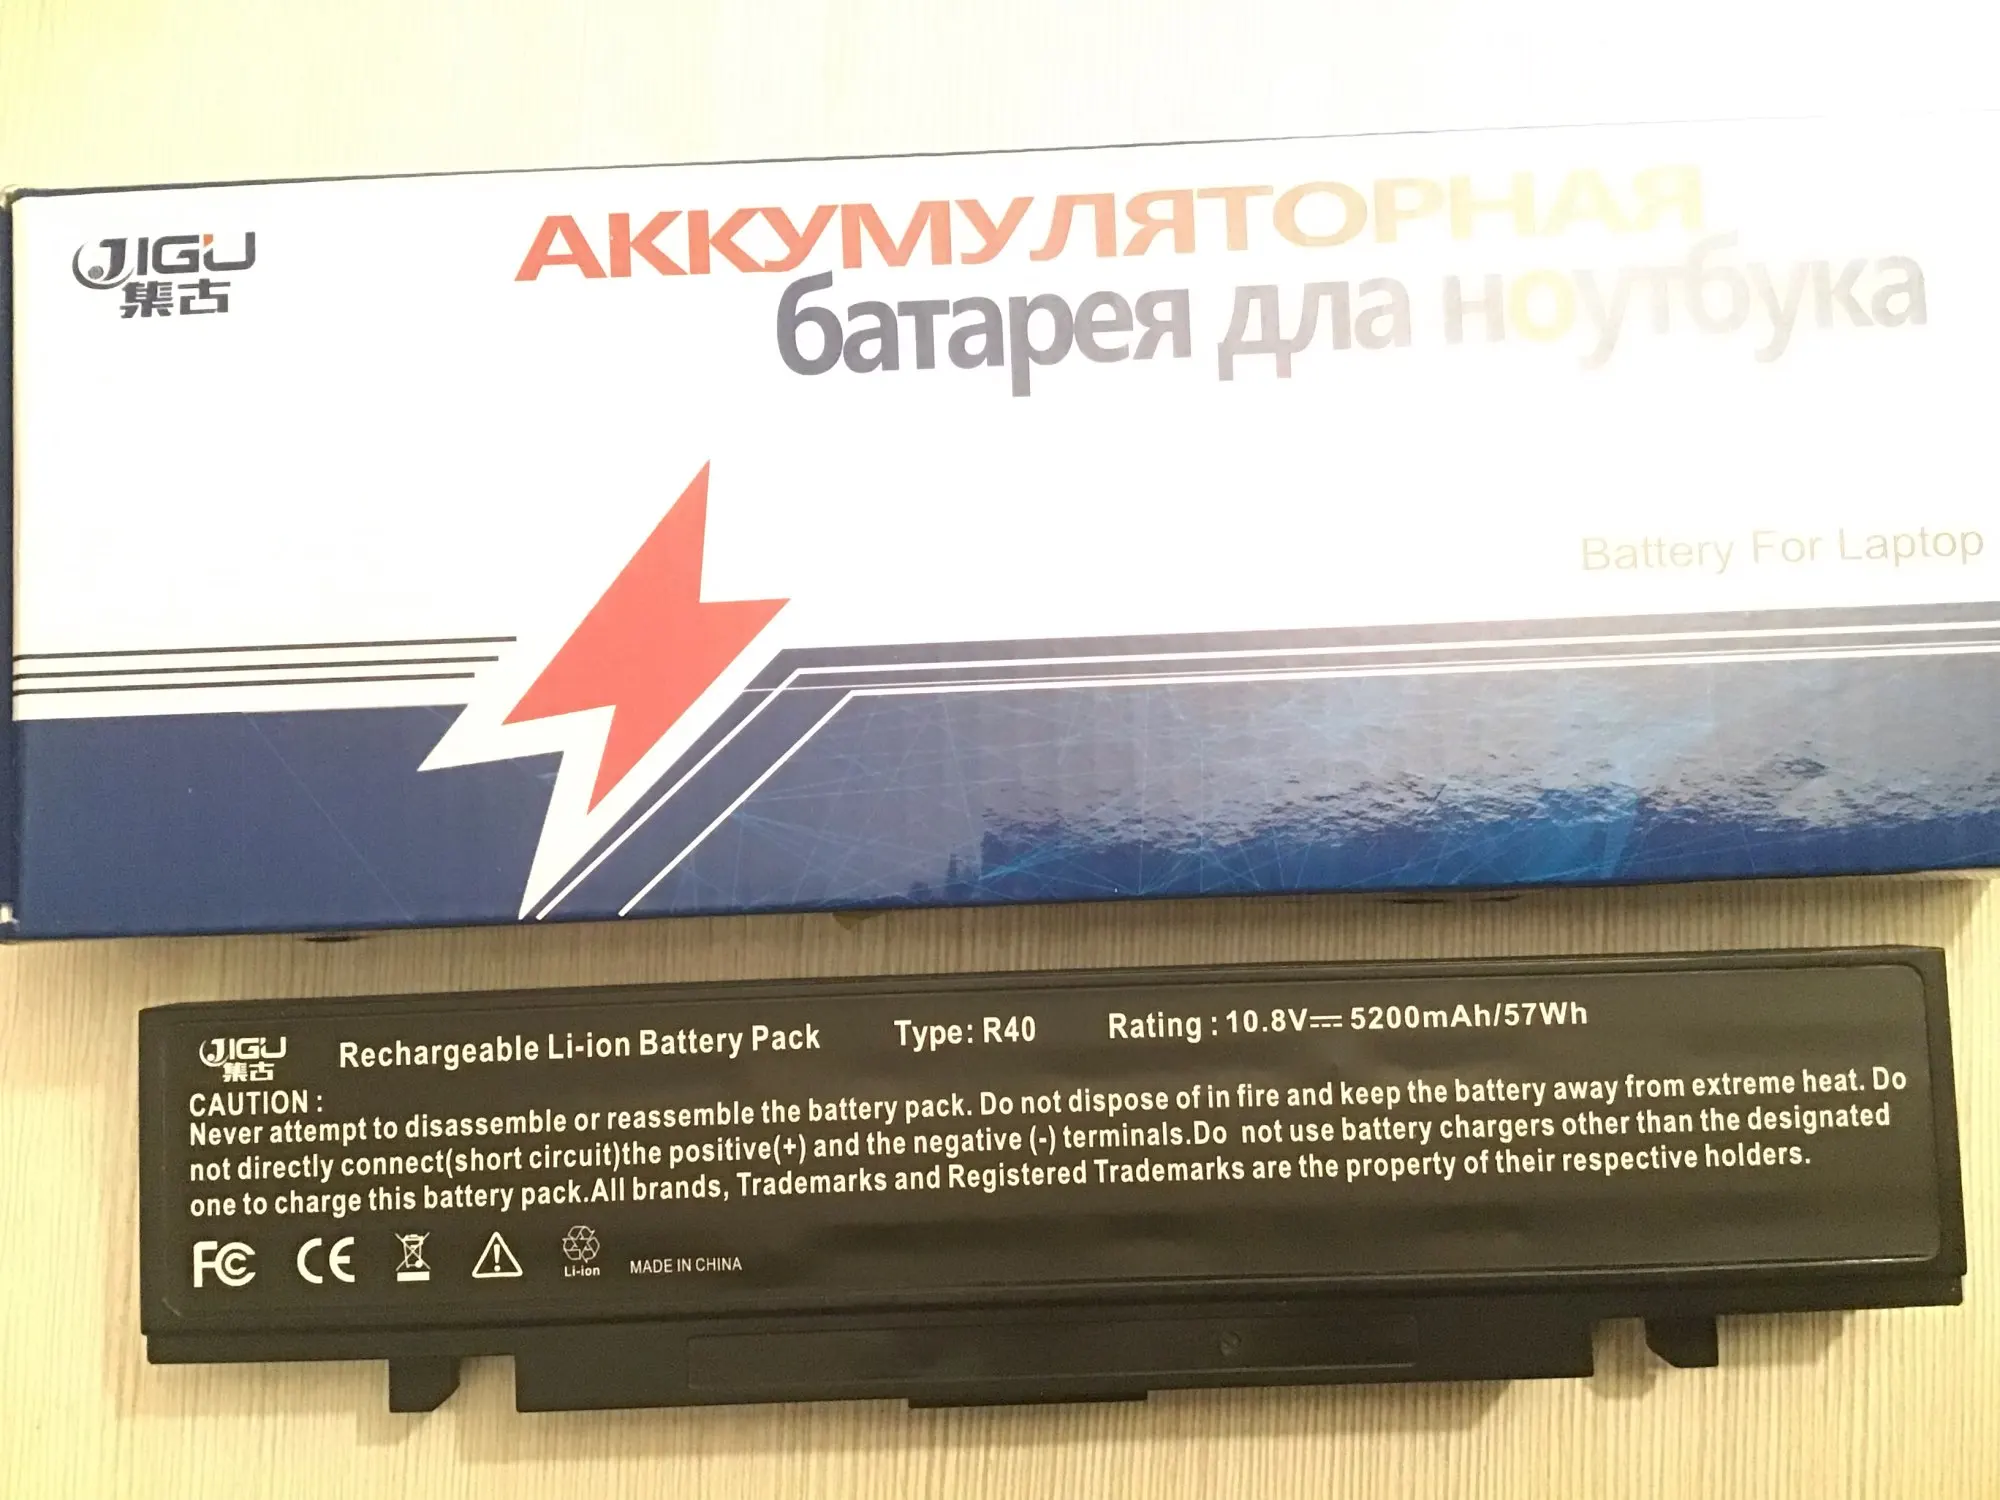 JIGU
集古
АККУМУЛЯТОРНАЯ
батарея дла ноутбука
Battery For Laptop
JIGU
集古
Rechargeable Li-ion Battery Pack Type: R40 Rating : 10.8V⎓ 5200mAh/57Wh
CAUTION :
Never attempt to disassemble or reassemble the battery pack. Do not dispose of in fire and keep the battery away from extreme heat. Do
not directly connect(short circuit)the positive(+) and the negative (-) terminals.Do not use battery chargers other than the designated
one to charge this battery pack.All brands, Trademarks and Registered Trademarks are the property of their respective holders.
FC CE Li-ion MADE IN CHINA